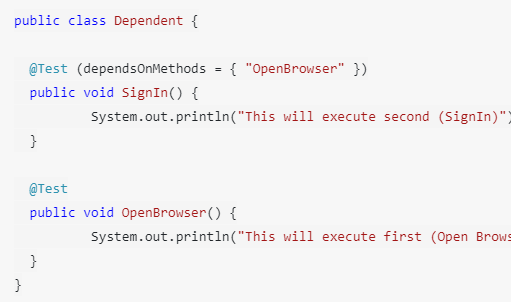 public class Dependent {
@Test (dependsOnMethods = { "OpenBrowser" })
public void SignIn() {
System.out.println("This will execute second (SignIn)")
}
@Test
public void OpenBrowser() {
System.out.println("This will execute first (Open Brows
}
}